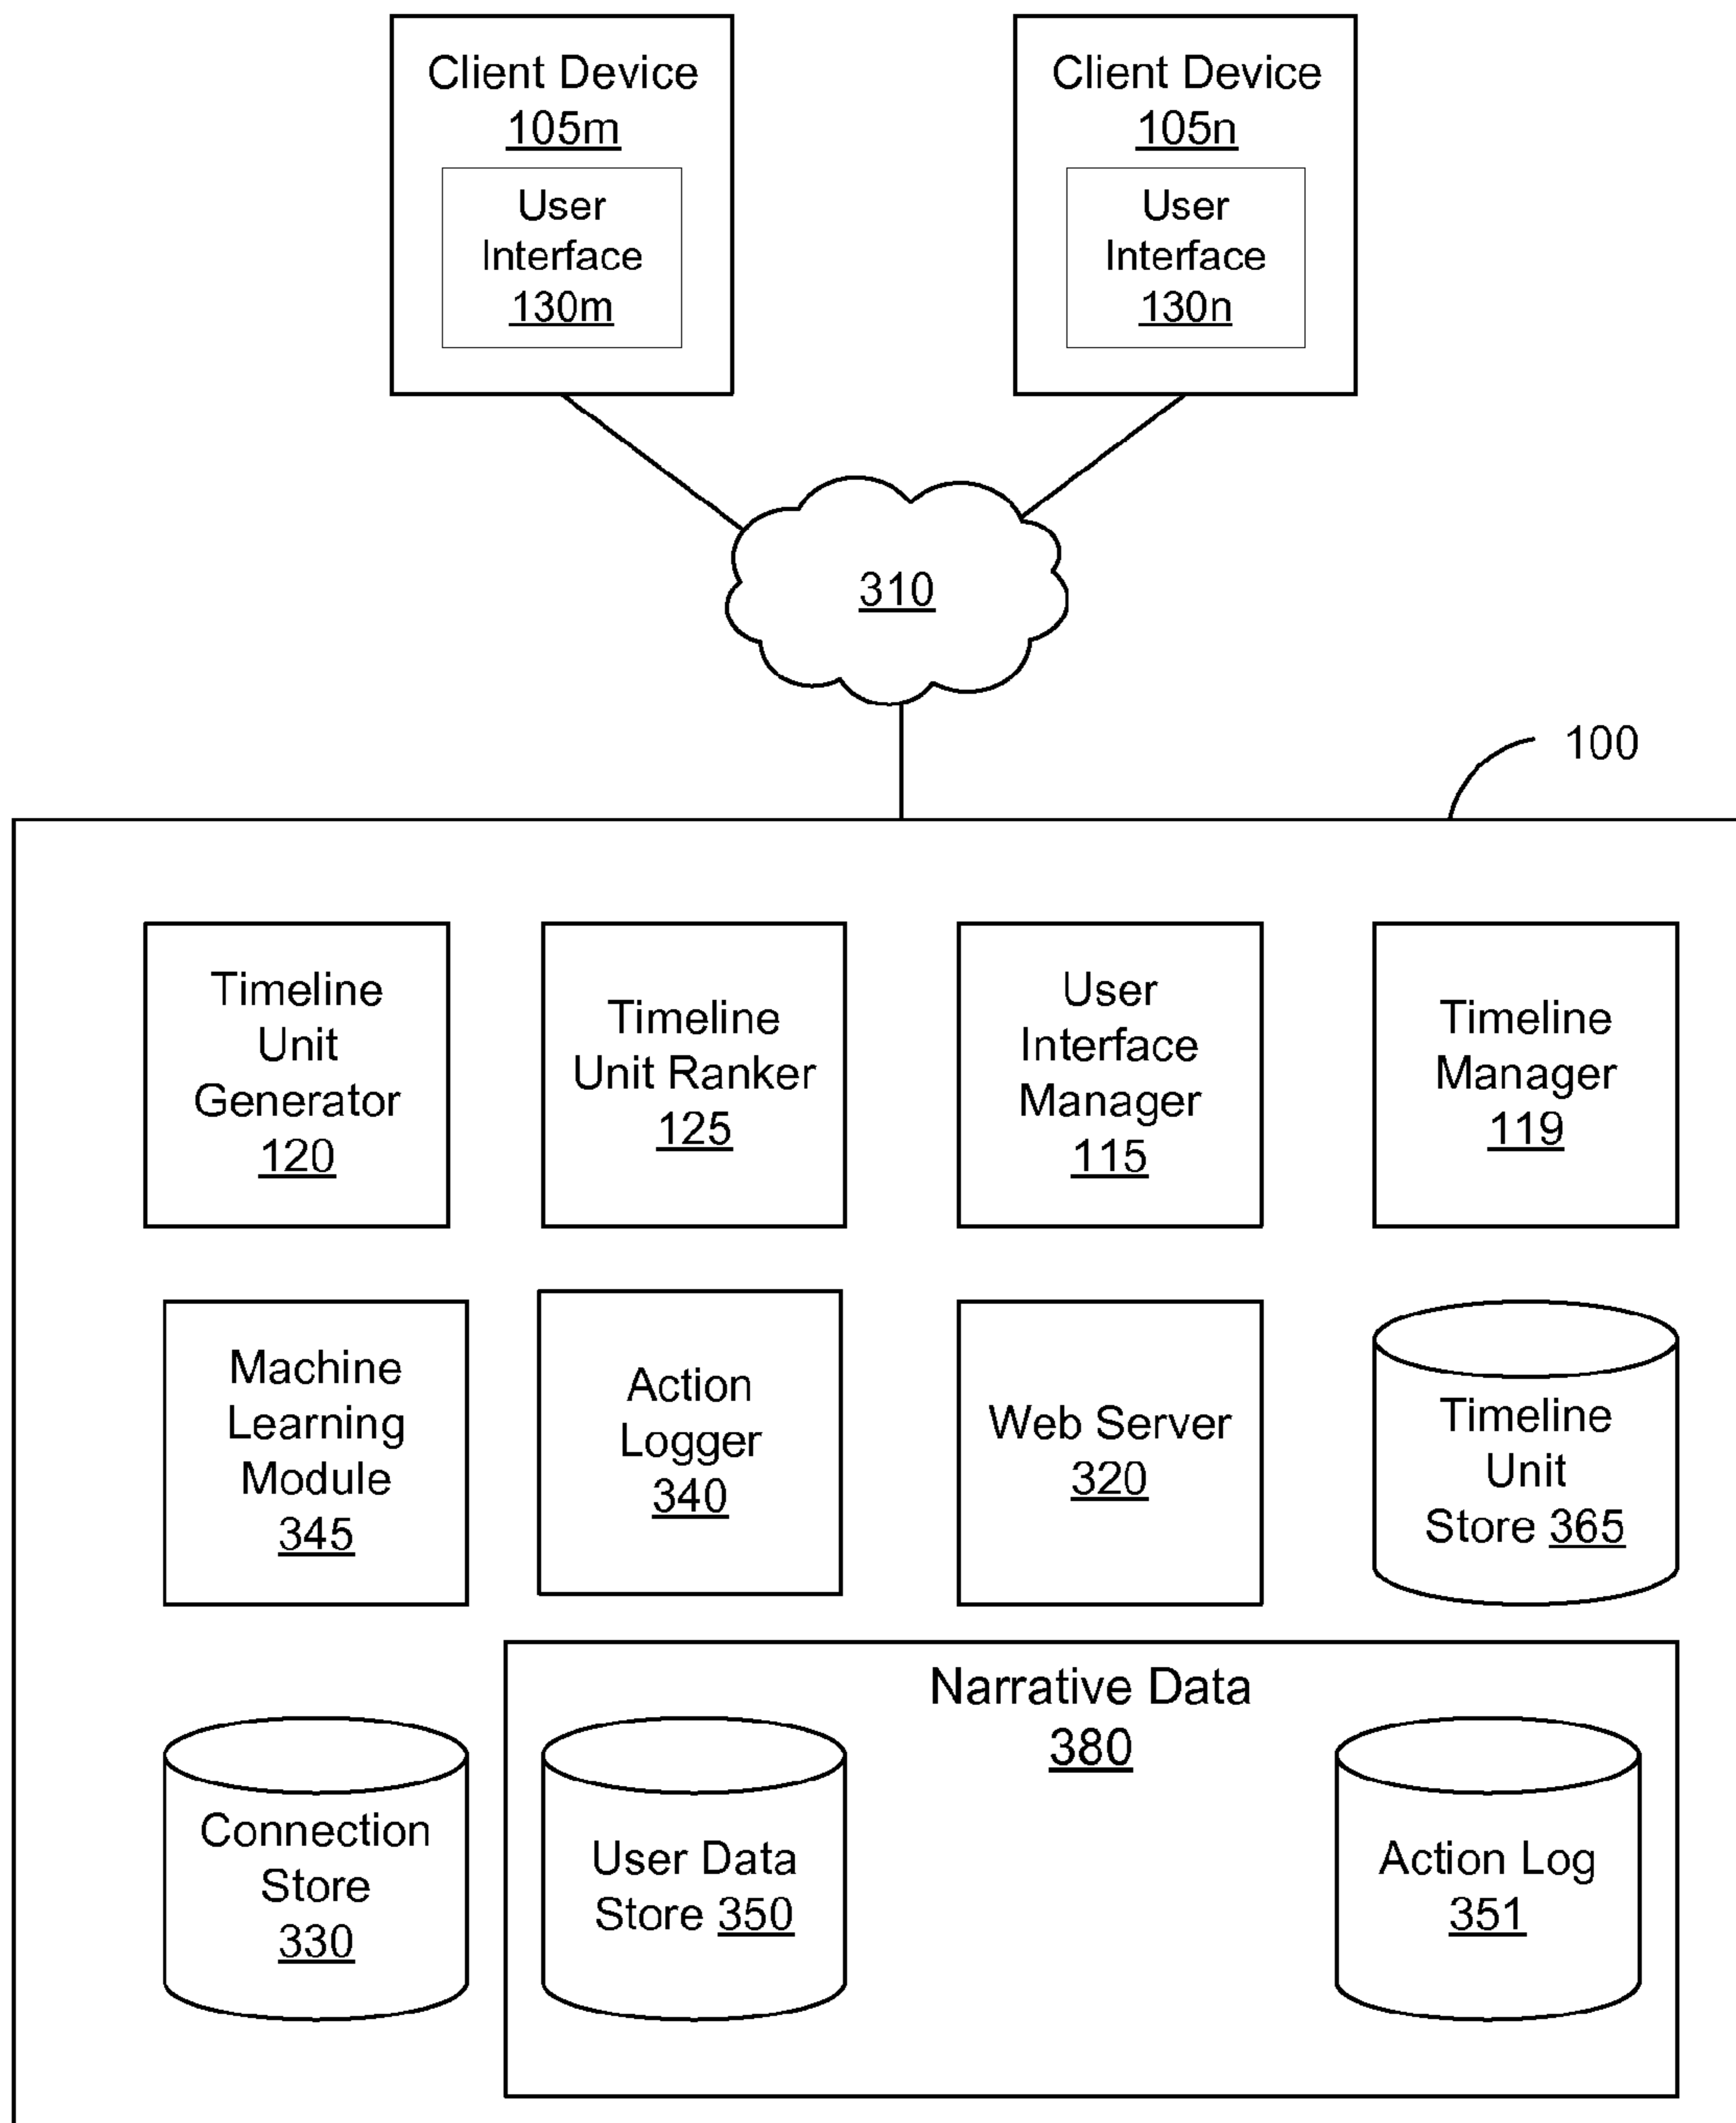 Client Device
105m
User
Interface
130m
Client Device
105n
User
Interface
130n
310
100
Timeline
Unit
Generator
120
Timeline
Unit Ranker
125
User
Interface
Manager
115
Timeline
Manager
119
Machine
Learning
Module
345
Action
Logger
340
Web Server
320
Timeline
Unit
Store 365
Narrative Data
380
Connection
Store
330
User Data
Store 350
Action Log
351